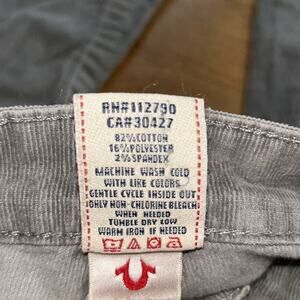 RN#112790
CA#30427
82%COTTON
16%POLYESTER
2%SPANDEX
MACHINE WASH COLD
WITH LIKE COLORS
GENTLE CYCLE INSIDE OUT
ONLY NON-CHLORINE BLEACH
WHEN NEEDED
TUMBLE DRY LOW
WARM IRON IF NEEDED